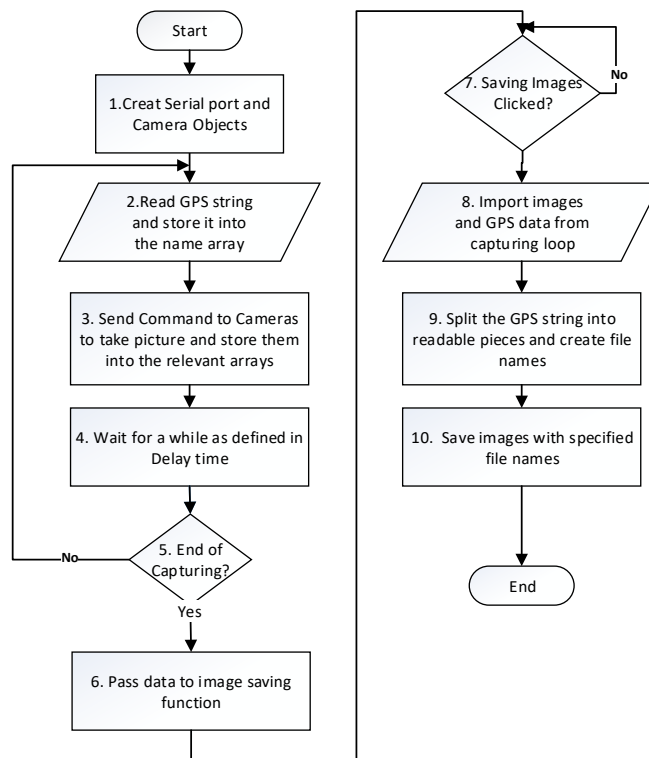 Start
1.Creat Serial port and
Camera Objects
2.Read GPS string
and store it into
the name array
3. Send Command to Cameras
to take picture and store them
into the relevant arrays
4. Wait for a while as defined in
Delay time
5. End of
Capturing?
No
Yes
6. Pass data to image saving
function
7. Saving Images
Clicked?
No
8. Import images
and GPS data from
capturing loop
9. Split the GPS string into
readable pieces and create file
names
10. Save images with specified
file names
End